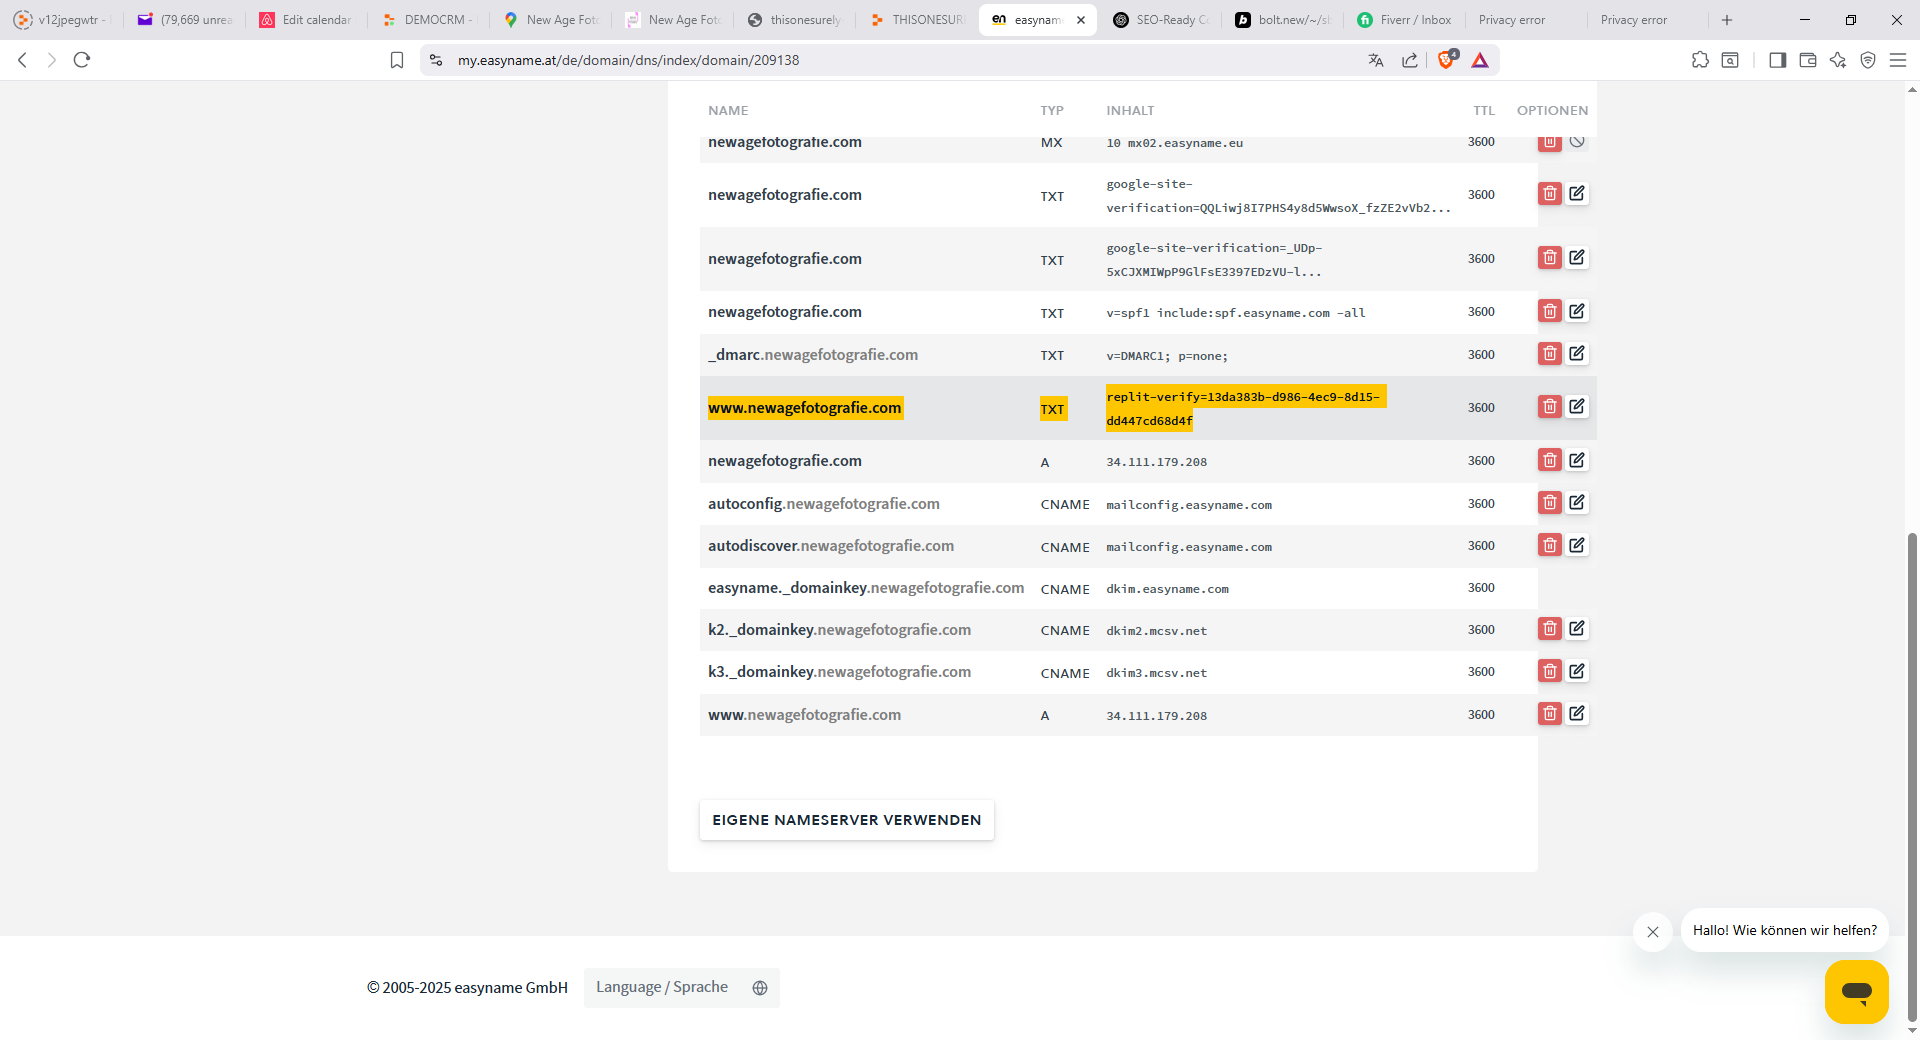 v12jpegwtr -
(79,669 unrea
Edit calendar
DEMOCRM -
New Age Foto
New Age Foto
thisonesurely
THISONESUR
easyname
SEO-Ready Co
bolt.new/~/sb
Fiverr / Inbox
Privacy error
Privacy error
my.easyname.at/de/domain/dns/index/domain/209138
4
NAME TYP INHALT TTL OPTIONEN
newagefotografie.com MX 10 mx02.easyname.eu 3600
newagefotografie.com TXT google-site-
verification=QQLiwj8I7PHS4y8d5WwsoX_fzZE2vVb2... 3600
newagefotografie.com TXT google-site-verification=_UDp-
5xCJXMIWpP9GlFsE3397EDzVU-l... 3600
newagefotografie.com TXT v=spf1 include:spf.easyname.com -all 3600
_dmarc.newagefotografie.com TXT v=DMARC1; p=none; 3600
www.newagefotografie.com TXT replit-verify=13da383b-d986-4ec9-8d15-
dd447cd68d4f 3600
newagefotografie.com A 34.111.179.208 3600
autoconfig.newagefotografie.com CNAME mailconfig.easyname.com 3600
autodiscover.newagefotografie.com CNAME mailconfig.easyname.com 3600
easyname._domainkey.newagefotografie.com CNAME dkim.easyname.com 3600
k2._domainkey.newagefotografie.com CNAME dkim2.mcsv.net 3600
k3._domainkey.newagefotografie.com CNAME dkim3.mcsv.net 3600
www.newagefotografie.com A 34.111.179.208 3600
EIGENE NAMESERVER VERWENDEN
Hallo! Wie können wir helfen?
© 2005-2025 easyname GmbH
Language / Sprache